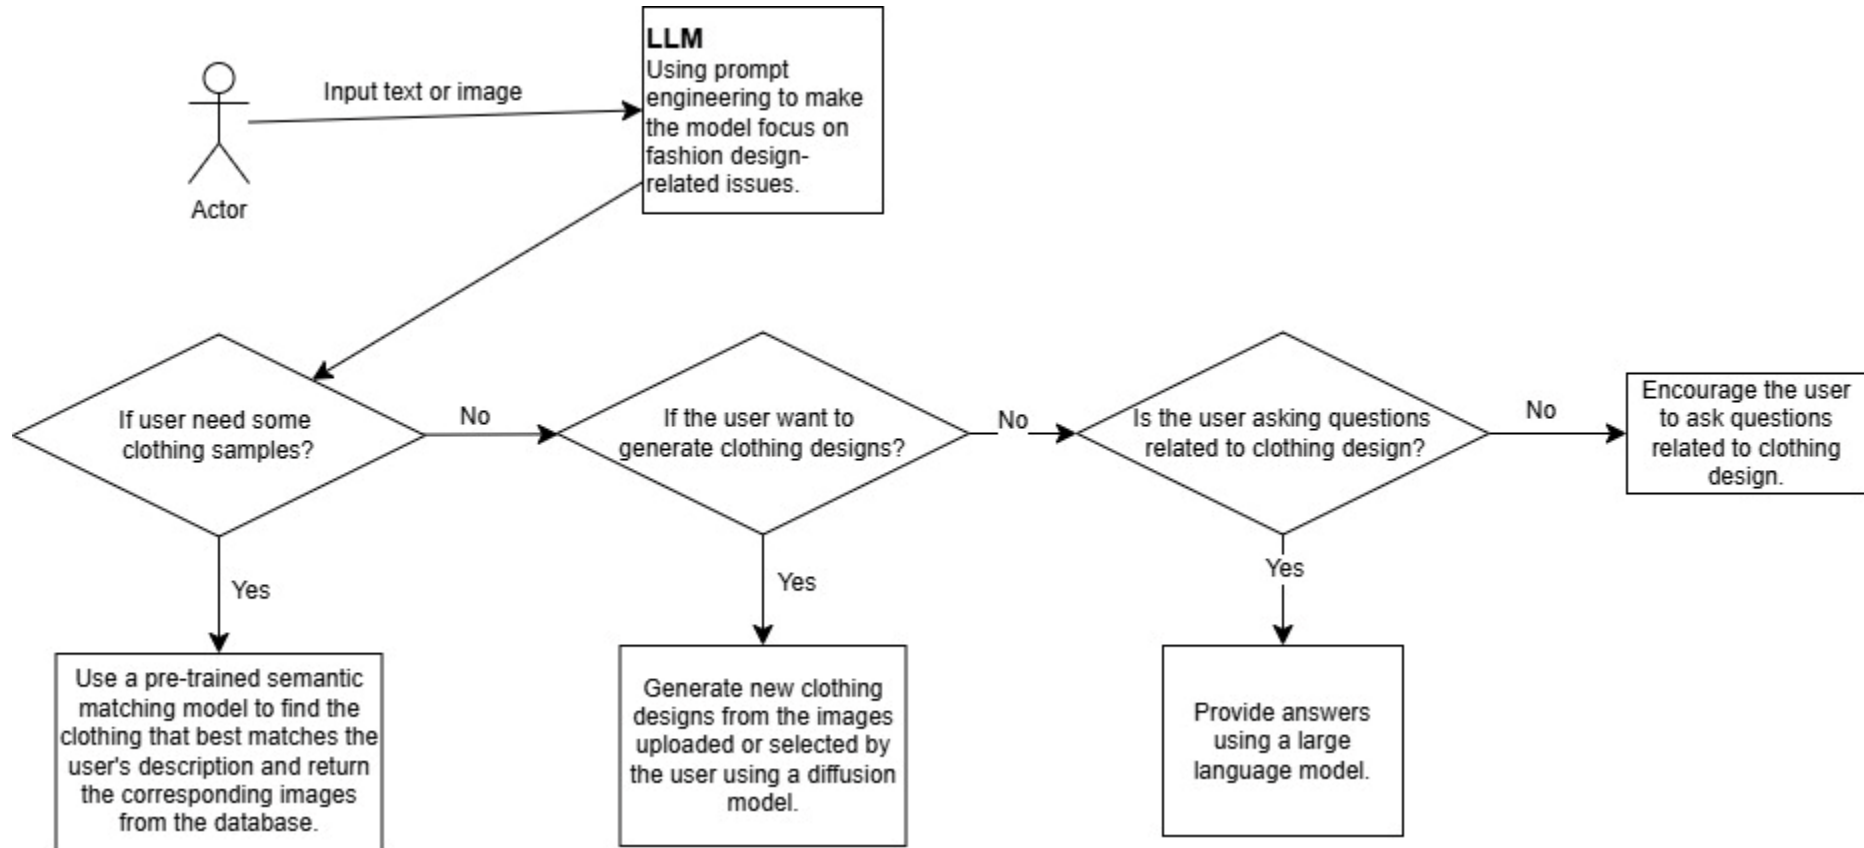 LLM
Using prompt
engineering to make
the model focus on
fashion design-
related issues.
Input text or image
Actor
If user need some
clothing samples?
No
If the user want to
generate clothing designs?
No
Is the user asking questions
related to clothing design?
No
Encourage the user
to ask questions
related to clothing
design.
Yes
Yes
Yes
Use a pre-trained semantic
matching model to find the
clothing that best matches the
user's description and return
the corresponding images
from the database.
Generate new clothing
designs from the images
uploaded or selected by
the user using a diffusion
model.
Provide answers
using a large
language model.